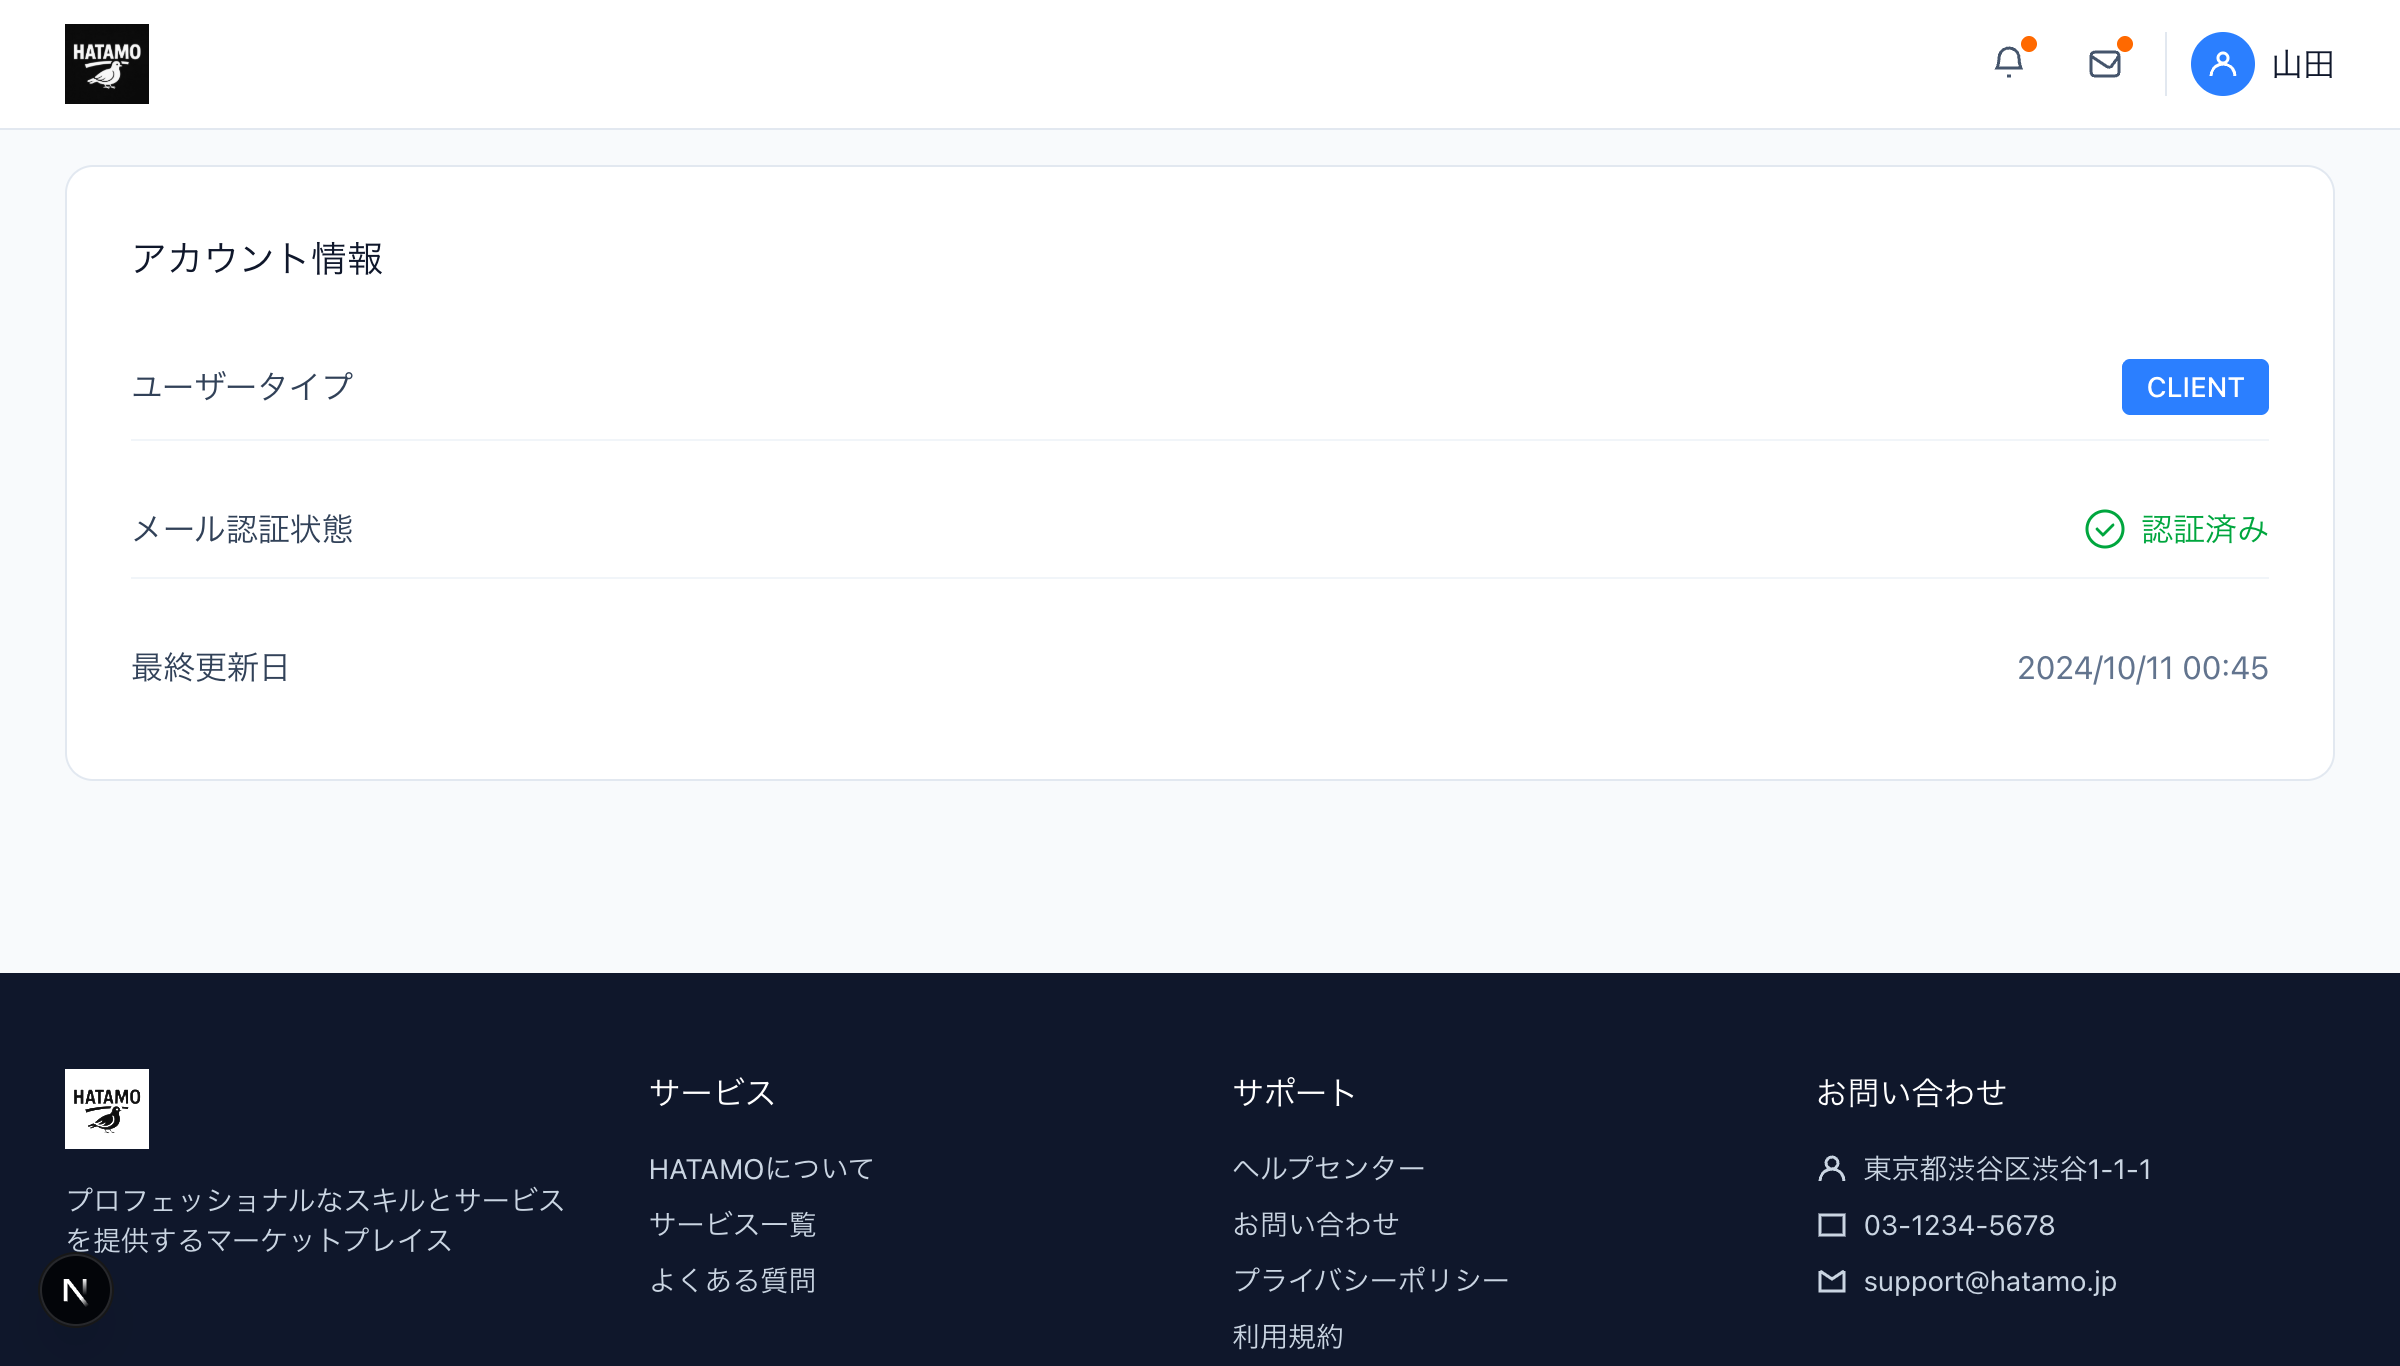 HATAMO
山田
アカウント情報
ユーザータイプ
CLIENT
メール認証状態
認証済み
最終更新日
2024/10/11 00:45
HATAMO
プロフェッショナルなスキルとサービス
を提供するマーケットプレイス
N
サービス
HATAMOについて
サービス一覧
よくある質問
サポート
ヘルプセンター
お問い合わせ
プライバシーポリシー
利用規約
お問い合わせ
東京都渋谷区渋谷1-1-1
03-1234-5678
support@hatamo.jp